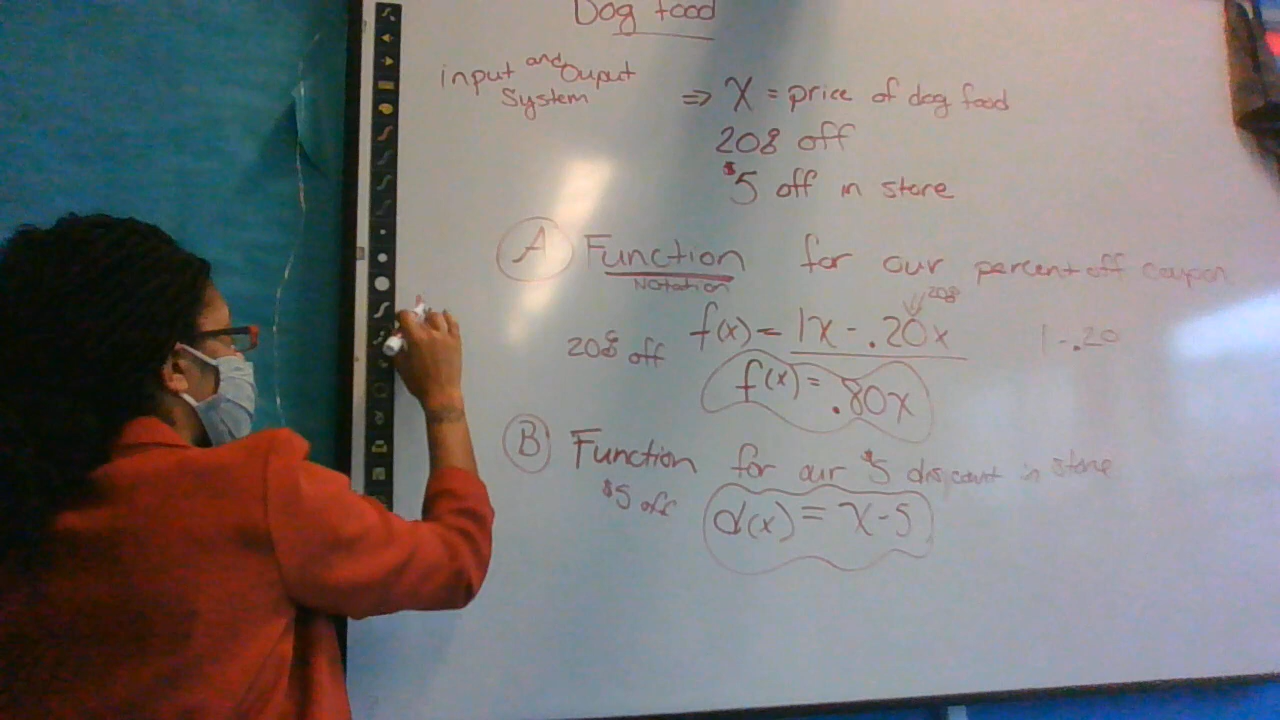 Dog food
input and Ouput
System
⇒ X = price of dog food
20% off
$5 off in store
A Function for our percent off coupon
Notation
20%
20% off f(x) = 1x - .20x
1 - .20
f(x) = .80x
B Function for our $5 discount in store
$5 off d(x) = x - 5